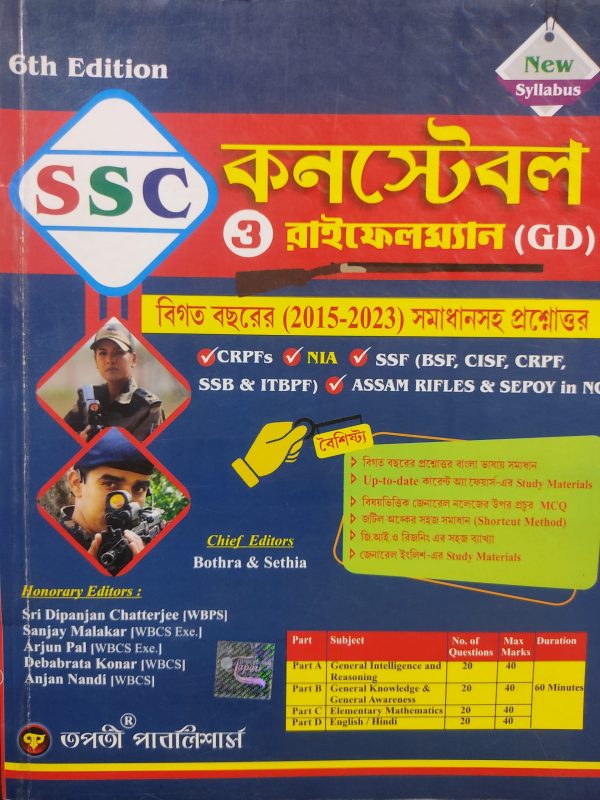 6th Edition
New
Syllabus
SSC
কনস্টেবল
ও রাইফেলম্যান (GD)
বিগত বছরের (2015-2023) সমাধানসহ প্রশ্নোত্তর
CRPFs NIA SSF (BSF, CISF, CRPF,
SSB & ITBPF) ASSAM RIFLES & SEPOY in NC
বৈশিষ্ট্য
বিগত বছরের প্রশ্নোত্তর বাংলা ভাষায় সমাধান
Up-to-date কারেন্ট অ্যাফেয়ার্স-এর Study Materials
বিষয়ভিত্তিক জেনারেল নলেজের উপর প্রচুর MCQ
জটিল অঙ্কের সহজ সমাধান (Shortcut Method)
জি.আই.ও রিজনিং এর সহজ ব্যাখ্যা
জেনারেল ইংলিশ-এর Study Materials
Chief Editors
Bothra & Sethia
Honorary Editors :
Sri Dipanjan Chatterjee [WBPS]
Sanjay Malakar [WBCS Exe.]
Arjun Pal [WBCS Exe.]
Debabrata Konar [WBCS]
Anjan Nandi [WBCS]
Part Subject No. of Questions Max Marks Duration
Part A General Intelligence and Reasoning 20 40 60 Minutes
Part B General Knowledge & General Awareness 20 40
Part C Elementary Mathematics 20 40
Part D English / Hindi 20 40
তপতী পাবলিশার্স ®